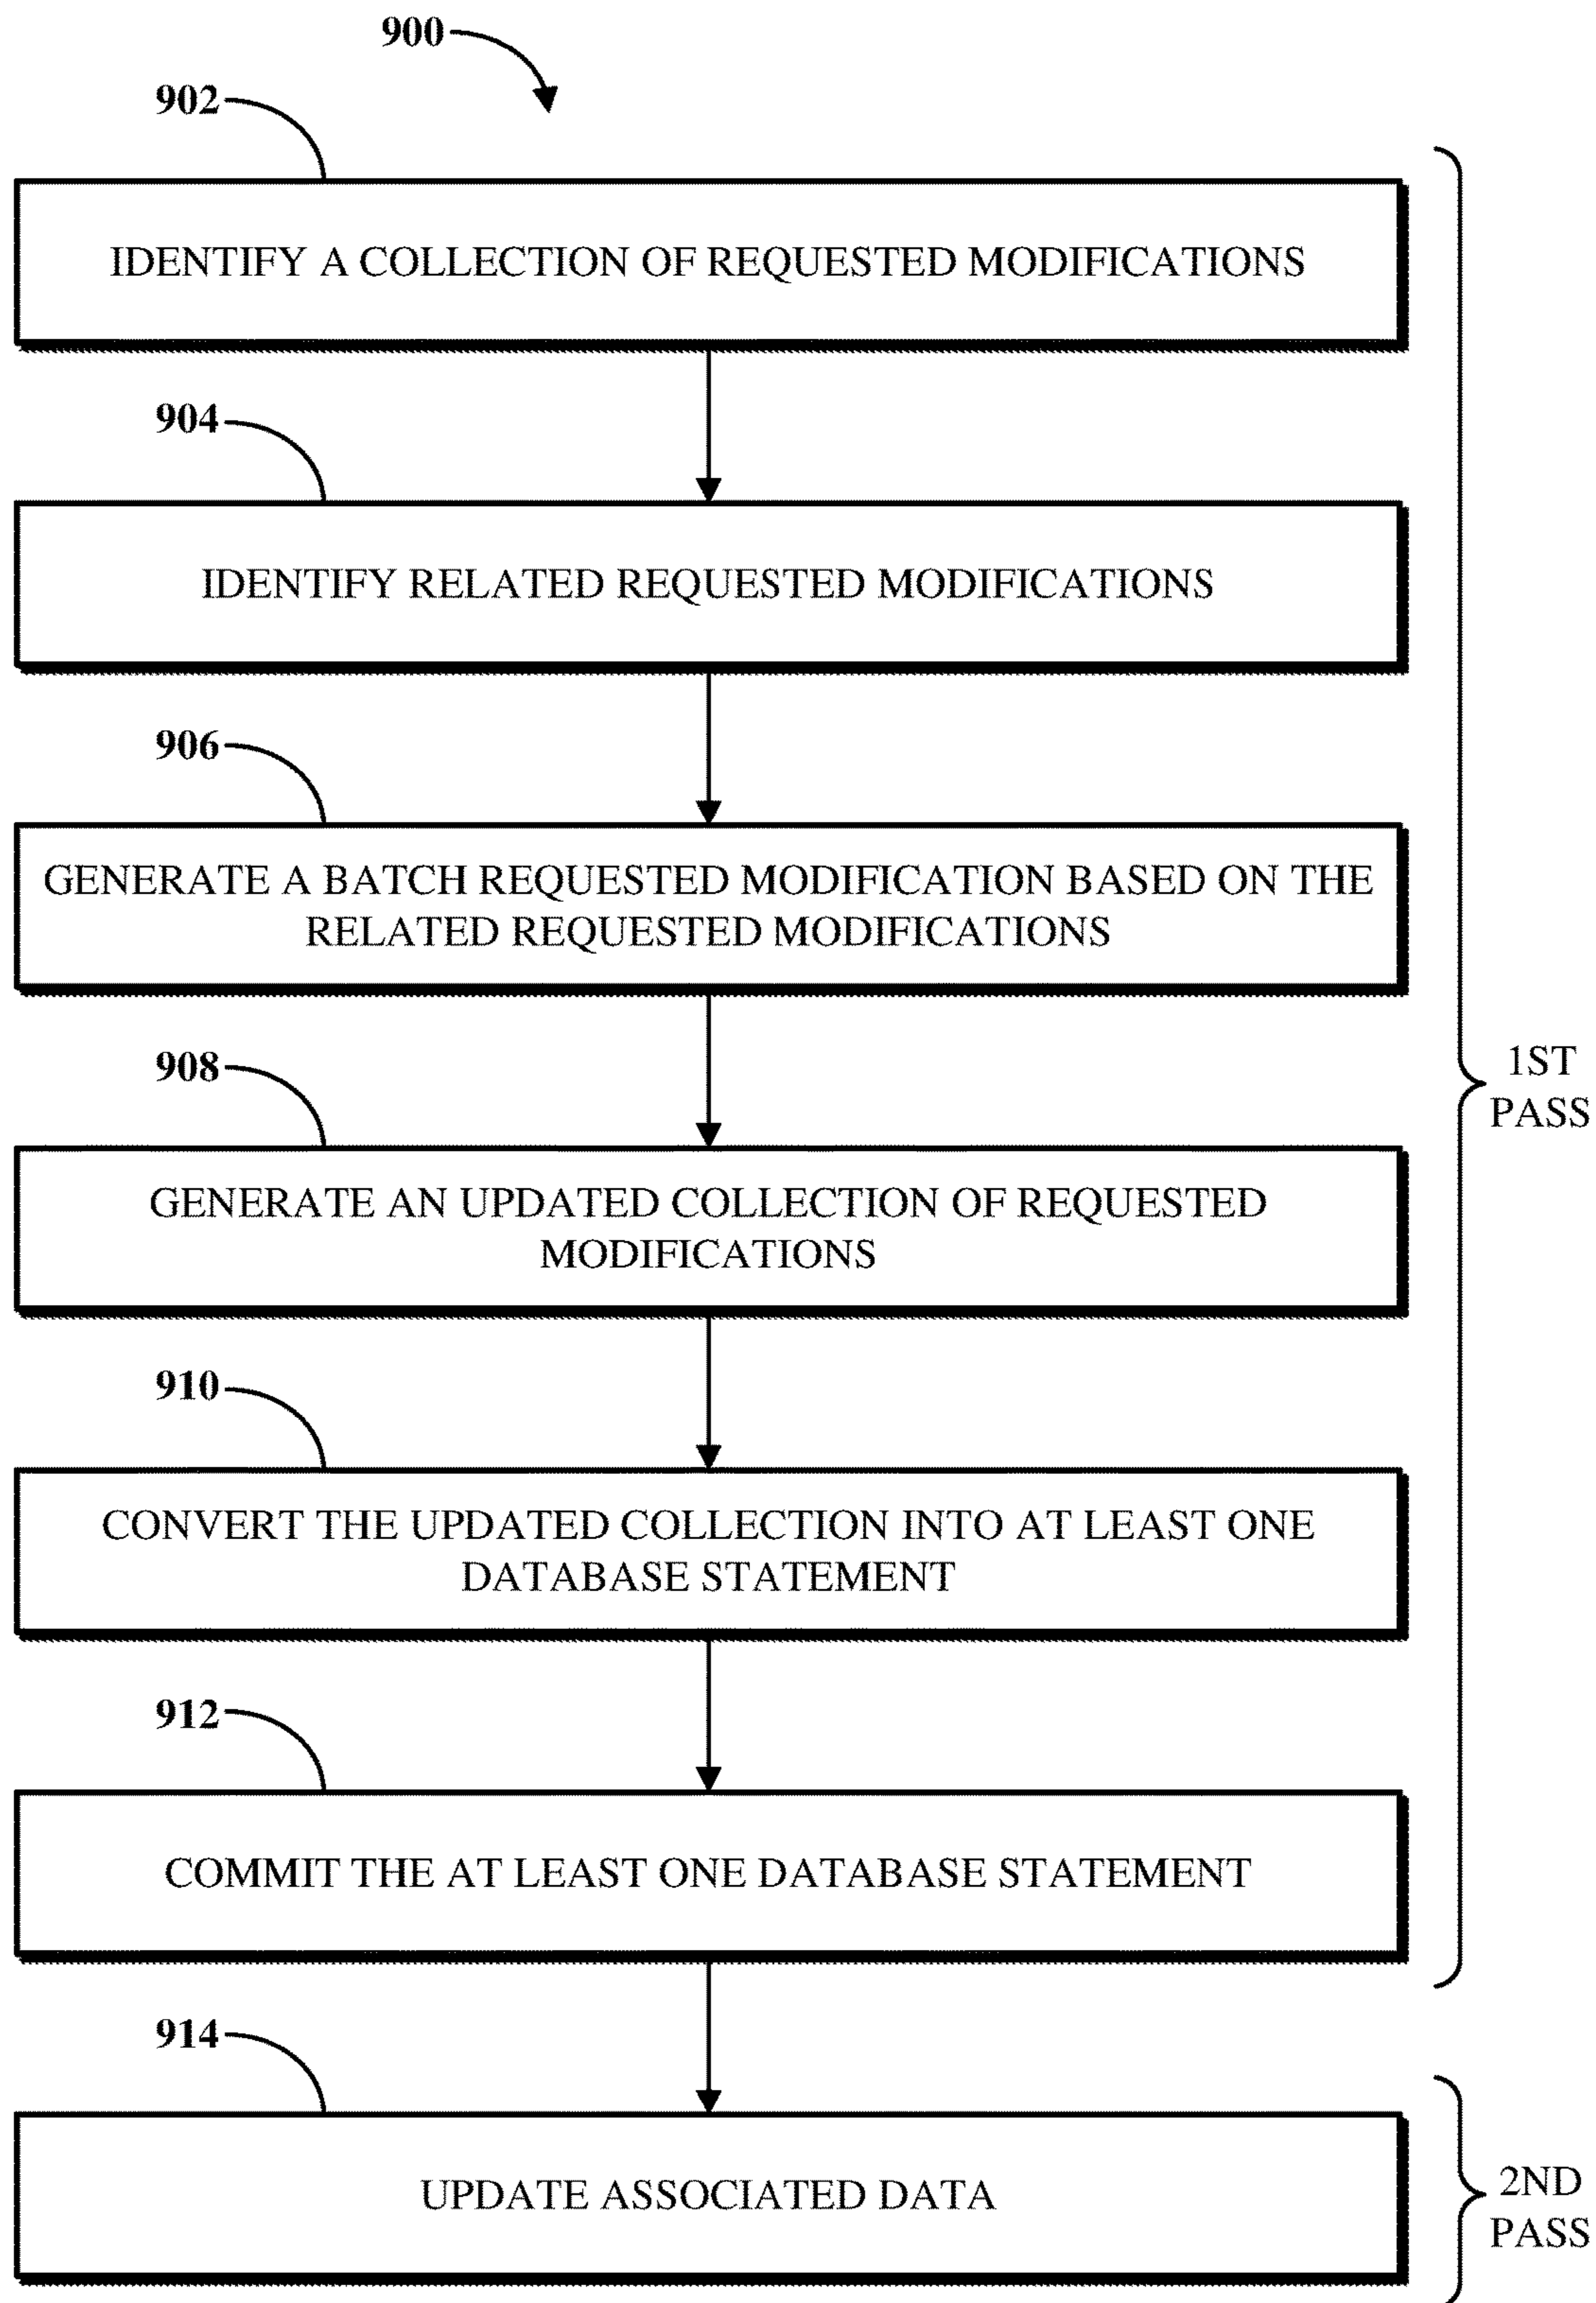 900
902
IDENTIFY A COLLECTION OF REQUESTED MODIFICATIONS
904
IDENTIFY RELATED REQUESTED MODIFICATIONS
906
GENERATE A BATCH REQUESTED MODIFICATION BASED ON THE
RELATED REQUESTED MODIFICATIONS
908
1ST
PASS
GENERATE AN UPDATED COLLECTION OF REQUESTED
MODIFICATIONS
910
CONVERT THE UPDATED COLLECTION INTO AT LEAST ONE
DATABASE STATEMENT
912
COMMIT THE AT LEAST ONE DATABASE STATEMENT
914
UPDATE ASSOCIATED DATA
2ND
PASS